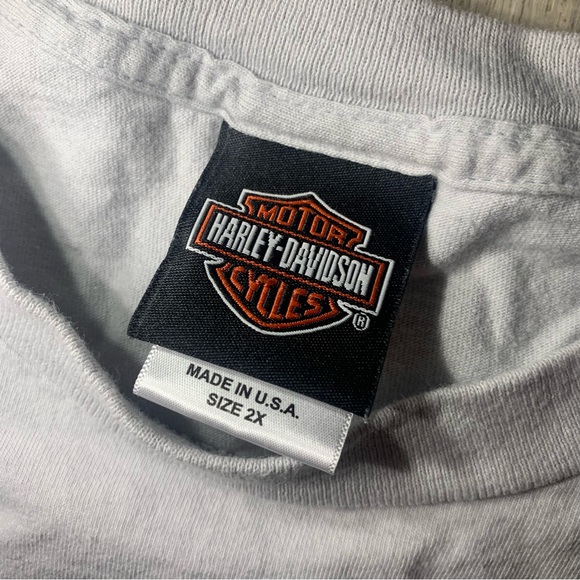 MOTOR
HARLEY-DAVIDSON
CYCLES
®
MADE IN U.S.A.
SIZE 2X